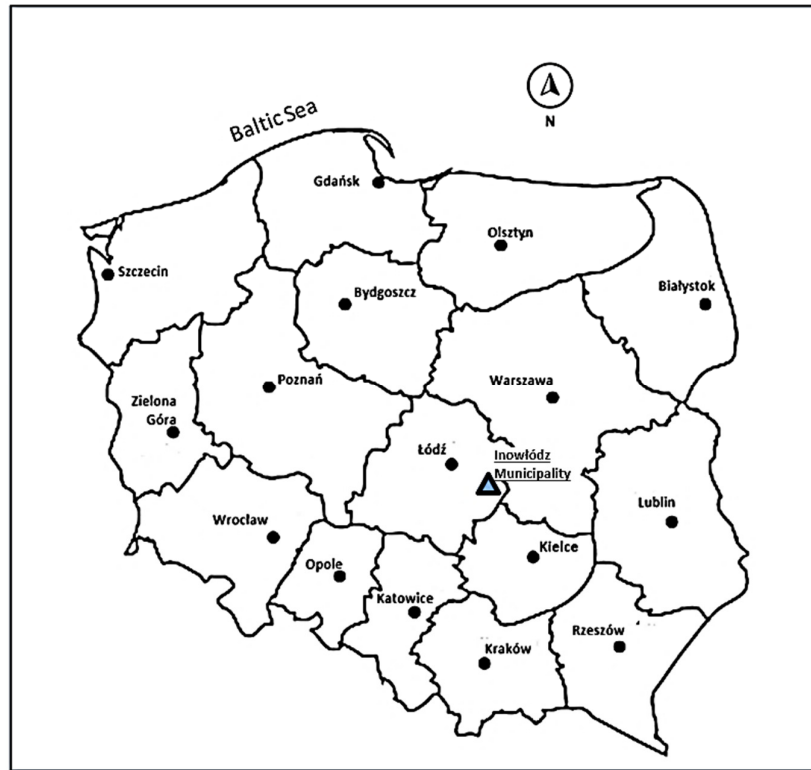 Baltic Sea
N
Gdańsk
Olsztyn
Szczecin
Bydgoszcz
Białystok
Poznań
Warszawa
Zielona
Góra
Łódź
Inowłódz
Municipality
Lublin
Wrocław
Kielce
Opole
Katowice
Rzeszów
Kraków